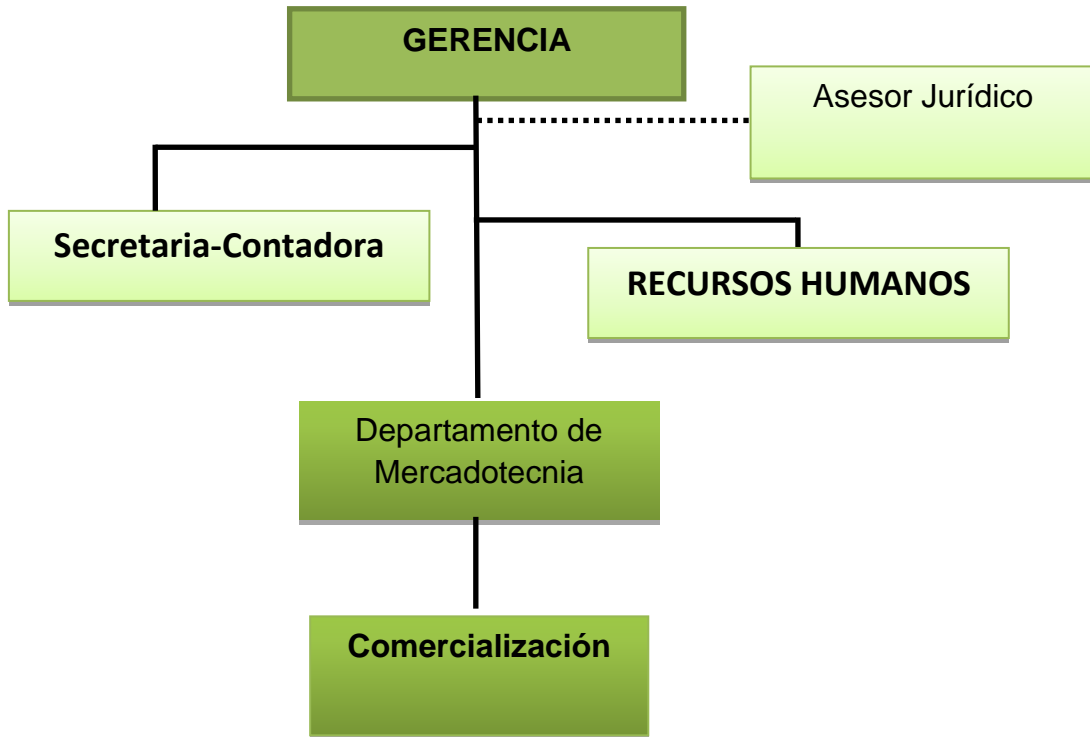 GERENCIA
Asesor Jurídico
Secretaria-Contadora
RECURSOS HUMANOS
Departamento de
Mercadotecnia
Comercialización